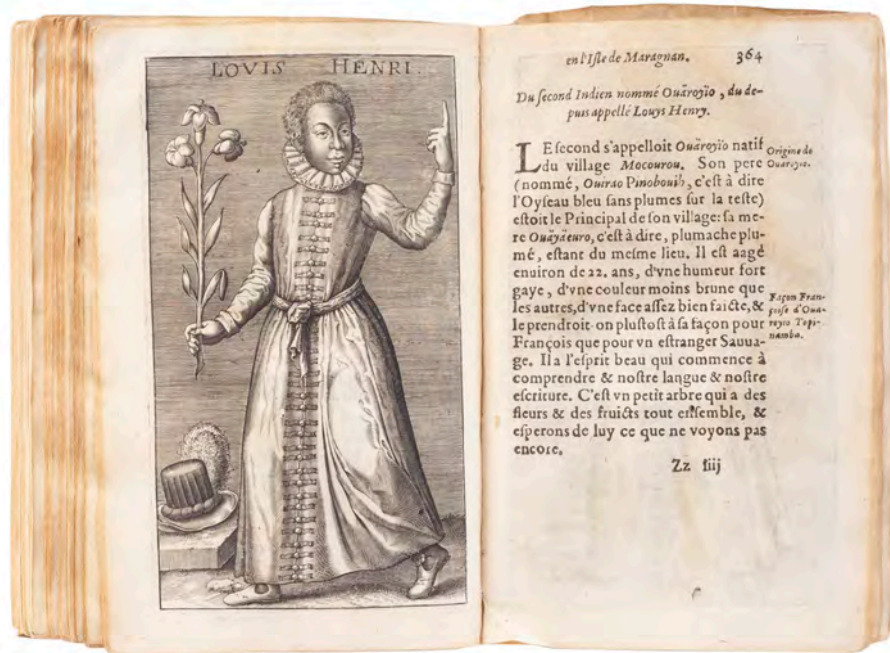 LOVIS HENRI.
en l'Isle de Maragnan. 364
Du second Indien nommé Ouäroyïo, du de-
puis appellé Louys Henry.
LE second s'appelloit Ouäroyïo natif
du village Mocourou. Son pere
(nommé, Ouirao Pinobouih, c'est à dire
l'Oyseau bleu sans plumes sur la teste)
estoit le Principal de son village: sa me-
re Ouäyäeuro, c'est à dire, plumache plu-
mé, estant du mesme lieu. Il est aagé
enuiron de 22. ans, d'vne humeur fort
gaye, d'vne couleur moins brune que
les autres, d'vne face assez bien faicte, &
le prendroit-on plustost à sa façon pour
François que pour vn estranger Sauua-
ge. Il a l'esprit beau qui commence à
comprendre & nostre langue & nostre
escriture. C'est vn petit arbre qui a des
fleurs & des fruicts tout ensemble, &
esperons de luy ce que ne voyons pas
encore.
Zz iiij
Origine de
Ouäroyïo.
Façon Fran-
çoise d'Oua-
royïo Topi-
namba.